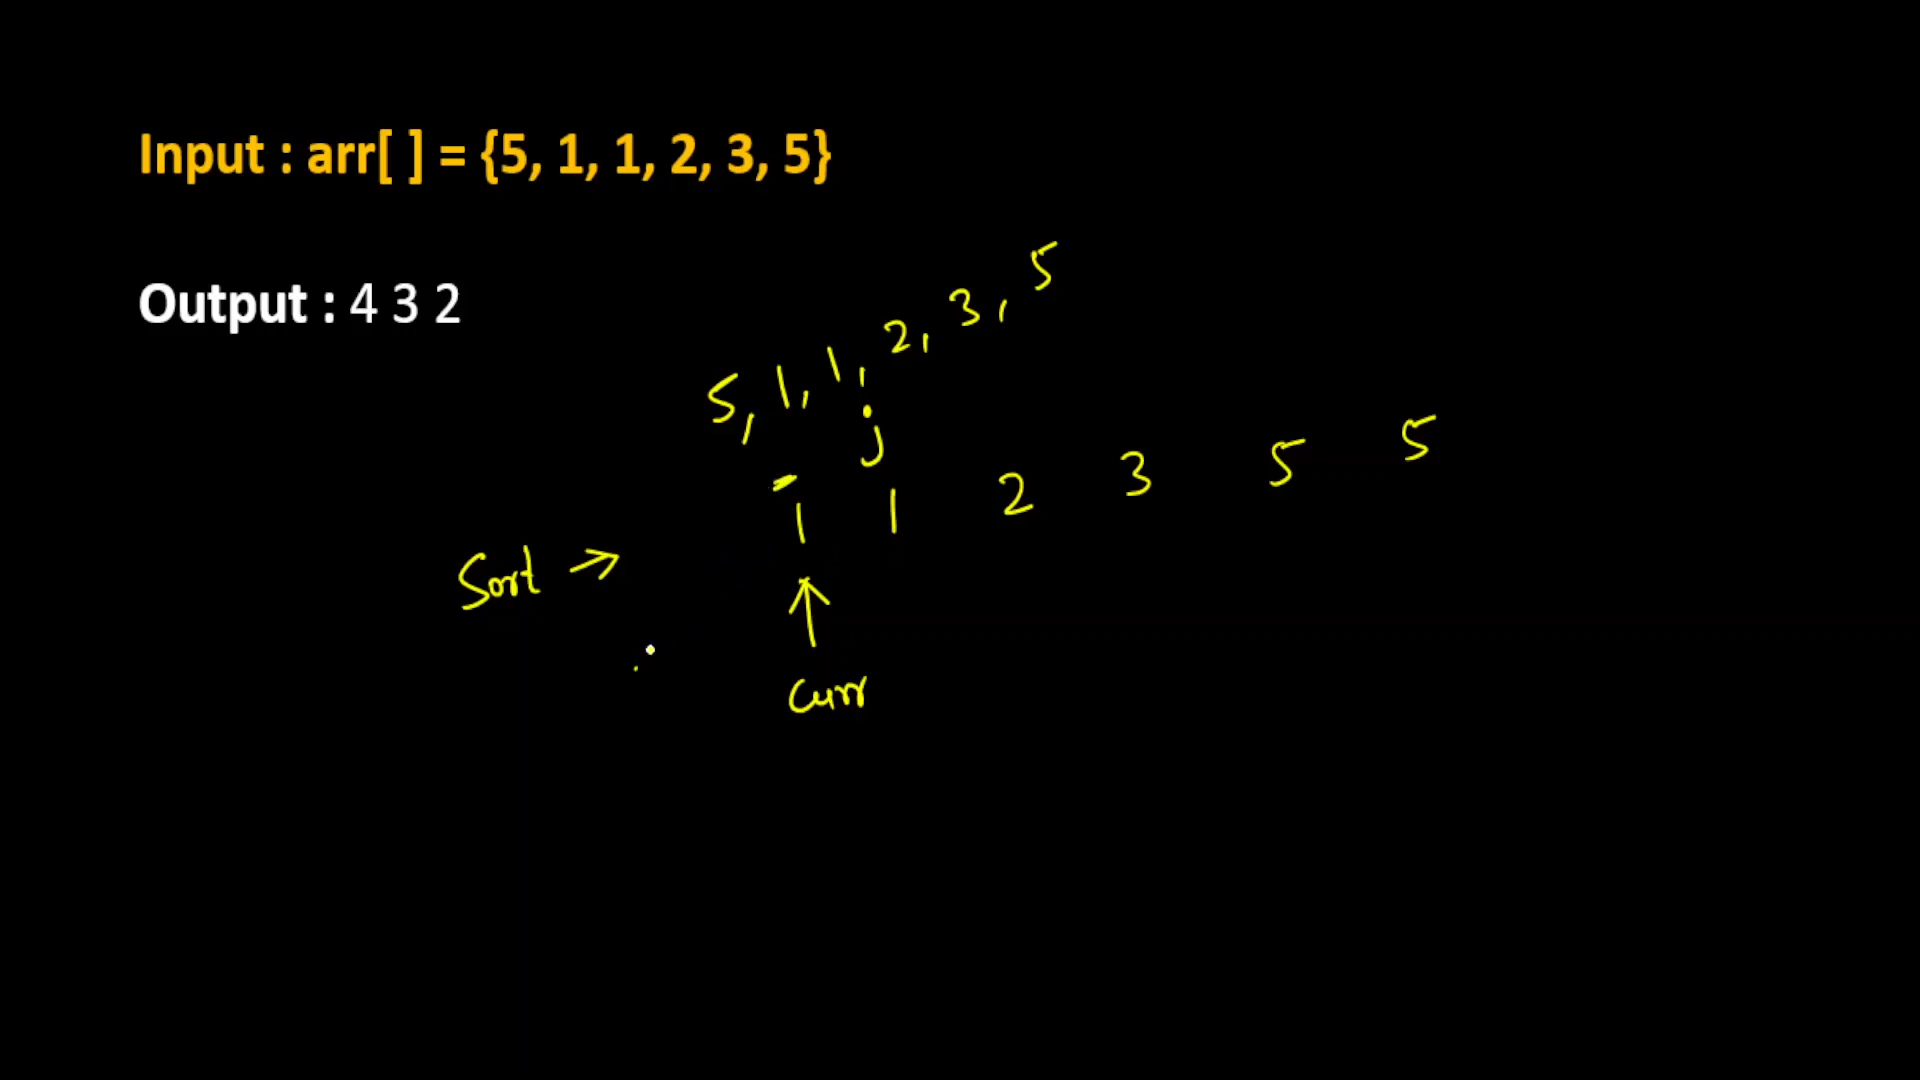 Input : arr[ ] = {5, 1, 1, 2, 3, 5}
Output : 4 3 2
5, 1, 1, 2, 3, 5
j
1 1 2 3 5 5
Sort →
↑
Curr